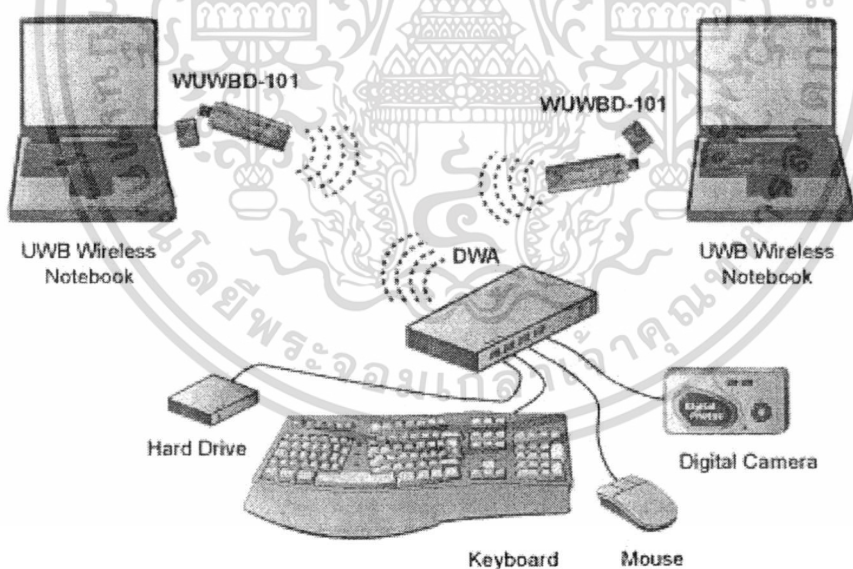 WUWBD-101
WUWBD-101
UWB Wireless
Notebook
UWB Wireless
Notebook
DWA
Hard Drive
Digital Camera
Keyboard
Mouse